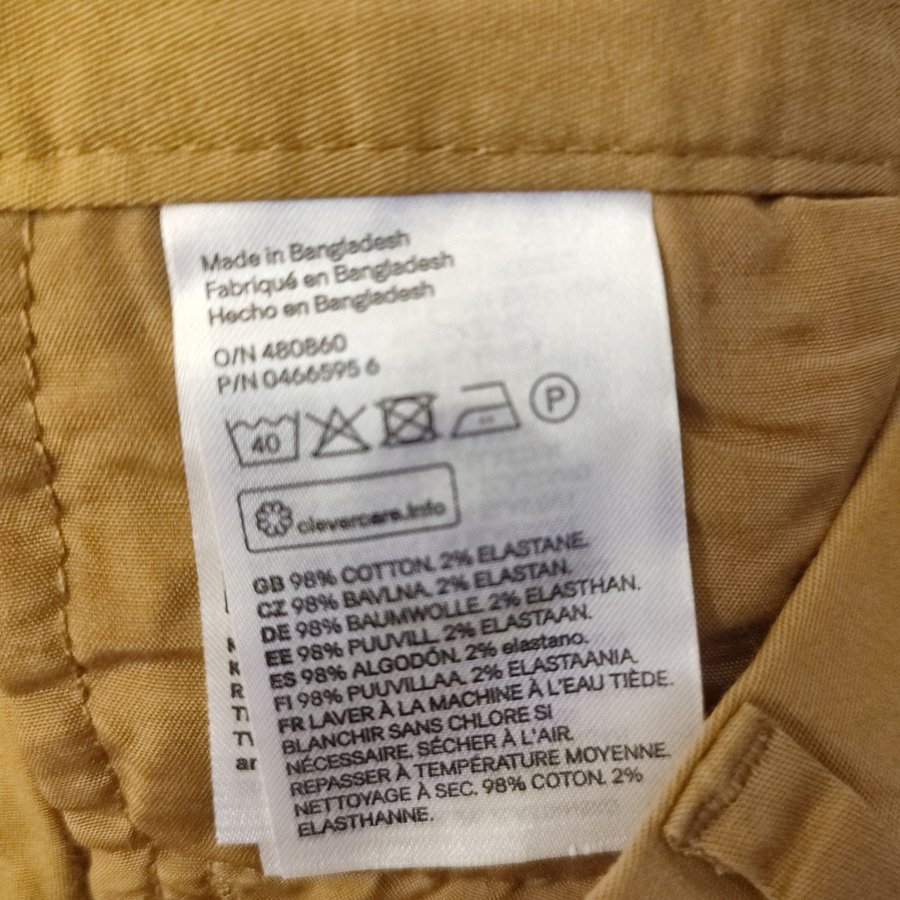 Made in Bangladesh
Fabriqué en Bangladesh
Hecho en Bangladesh
O/N 480860
P/N 0466595 6
40 P
clevercare.info
GB 98% COTTON. 2% ELASTANE.
CZ 98% BAVLNA. 2% ELASTAN.
DE 98% BAUMWOLLE. 2% ELASTHAN.
EE 98% PUUVILL. 2% ELASTAAN.
ES 98% ALGODÓN. 2% elastano.
FI 98% PUUVILLAA. 2% ELASTAANIA
FR LAVER À LA MACHINE À L'EAU TIÈDE.
BLANCHIR SANS CHLORE SI
NÉCESSAIRE. SÉCHER À L'AIR.
REPASSER À TEMPÉRATURE MOYENNE.
NETTOYAGE À SEC. 98% COTON. 2%
ELASTHANNE.